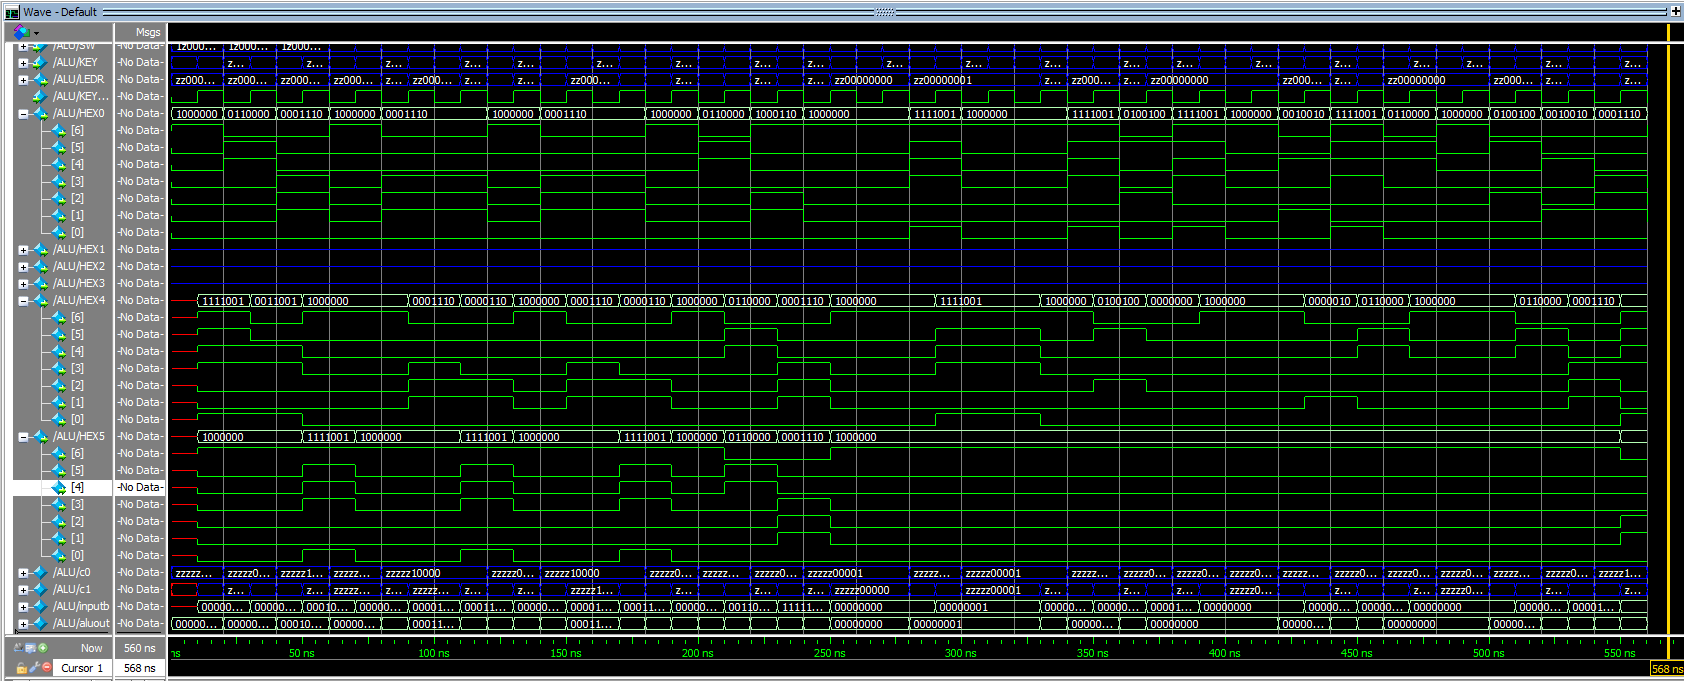 Wave - Default
Msgs
/ALU/SW -No Data- 1z000... 1z000... 1z000...
/ALU/KEY -No Data- z... z... z... z... z... z... z... z... z...
/ALU/LEDR -No Data- zz000... zz000... zz000... zz000... z... zz000... z... z... zz000... z... z... z... zz00000000 zz00000001 z... zz000... z... zz00000000 zz000... z... zz00000000 zz000... z... z...
/ALU/KEY... -No Data-
/ALU/HEX0 -No Data- 1000000 0110000 0001110 1000000 0001110 1000000 0001110 1000000 0110000 1000110 1000000 1111001 1000000 1111001 0100100 1111001 1000000 0010010 1111001 0110000 1000000 0100100 0010010 0001110
[6] -No Data-
[5] -No Data-
[4] -No Data-
[3] -No Data-
[2] -No Data-
[1] -No Data-
[0] -No Data-
/ALU/HEX1 -No Data-
/ALU/HEX2 -No Data-
/ALU/HEX3 -No Data-
/ALU/HEX4 -No Data- 1111001 0011001 1000000 0001110 0000110 1000000 0001110 0000110 1000000 0110000 0001110 1000000 1111001 1000000 0100100 0000000 1000000 0000010 0110000 1000000 0110000 0001110
[6] -No Data-
[5] -No Data-
[4] -No Data-
[3] -No Data-
[2] -No Data-
[1] -No Data-
[0] -No Data-
/ALU/HEX5 -No Data- 1000000 1111001 1000000 1111001 1000000 1111001 1000000 0110000 0001110 1000000
[6] -No Data-
[5] -No Data-
[4] -No Data-
[3] -No Data-
[2] -No Data-
[1] -No Data-
[0] -No Data-
/ALU/c0 -No Data- zzzzz... zzzzz0... zzzzz1... zzzzz... zzzzz10000 zzzzz0... zzzzz10000 zzzzz0... zzzzz... zzzzz0... zzzzz00001 zzzzz... zzzzz00001 zzzzz... zzzzz0... zzzzz... zzzzz0... zzzzz... zzzzz... zzzzz0... zzzzz0... zzzzz0... zzzzz0... zzzzz1...
/ALU/c1 -No Data- z... z... z... zzzzz... z... zzzzz1... z... z... z... zzzzz00000 zzzzz00001 z... z... z... zzzzz0... z... z... zzzzz0... z... z...
/ALU/inputb -No Data- 00000... 00000... 00010... 00000... 00001... 00011... 00000... 00001... 00011... 00000... 00110... 11111... 00000000 00000001 00000... 00000... 00001... 00000000 00000... 00000... 00000000 00000... 00001...
/ALU/aluout -No Data- 00000... 00000... 00010... 00000... 00011... 00011... 00000000 00000001 00000... 00000000 00000... 00000000 00000...
Now 560 ns
ns 50 ns 100 ns 150 ns 200 ns 250 ns 300 ns 350 ns 400 ns 450 ns 500 ns 550 ns
Cursor 1 568 ns
568 ns